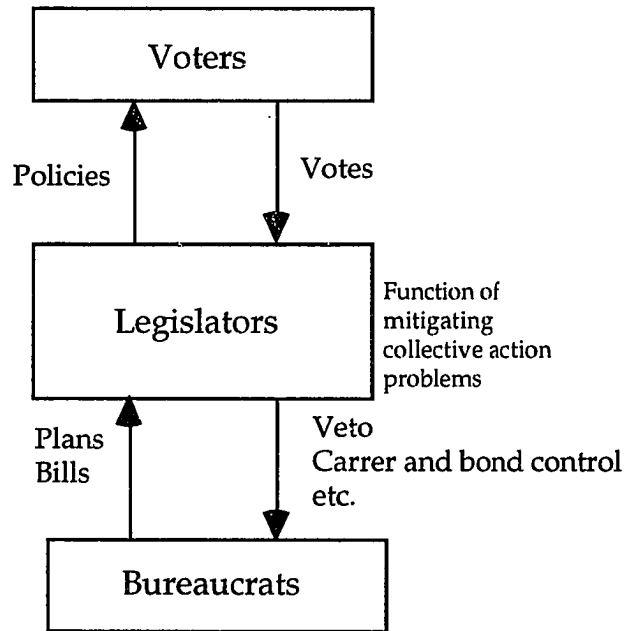 Voters
Policies
Votes
Legislators
Function of
mitigating
collective action
problems
Plans
Bills
Veto
Carrer and bond control
etc.
Bureaucrats